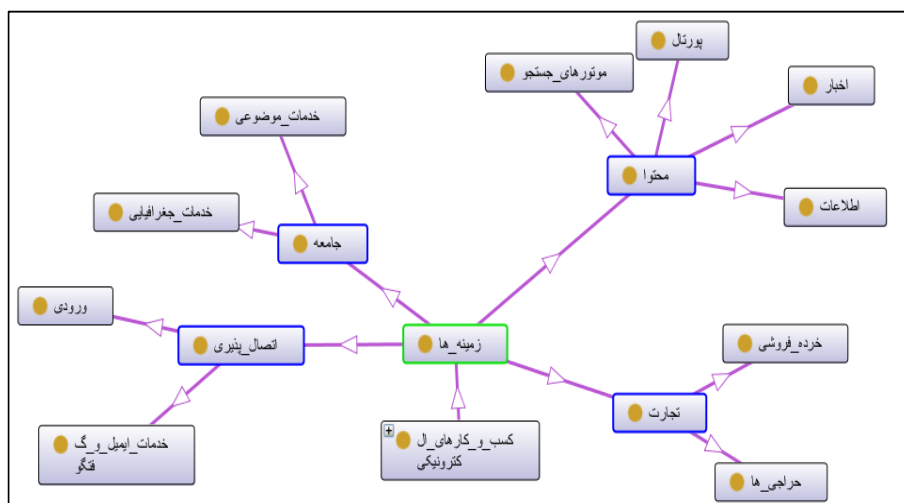 پورتال
موتورهای_جستجو
اخبار
خدمات_موضوعی
محتوا
اطلاعات
خدمات_جغرافیایی
جامعه
ورودی
اتصال_پذیری
زمینه_ها
خرده_فروشی
تجارت
خدمات_ایمیل_و_گ
فتگو
کسب_و_کارهای_ال
کترونیکی
حراجی_ها